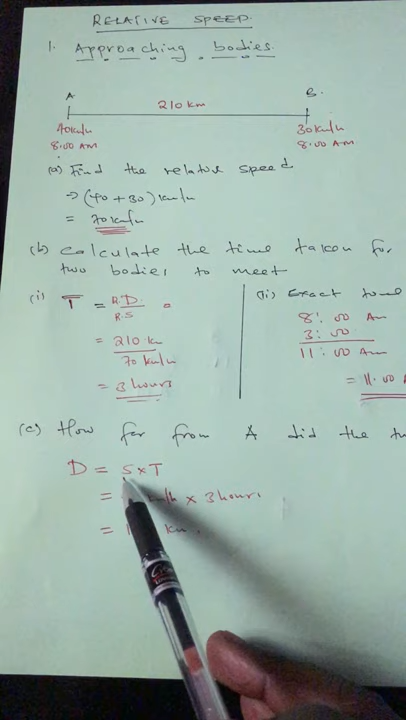 RELATIVE SPEED.
1. Approaching bodies.
A B.
210 km
40km/h 30km/h
8:00 AM 8:00 AM
(a) Find the relative speed
→ (40 + 30) km/h
= 70km/h
(b) Calculate the time taken for
two bodies to meet
(i) T = R.D / R.S =
= 210 km / 70 km/h
= 3 hours
(ii) Exact time
8:00 Am
3:00
11:00 Am
= 11:00 A
(c) How far from A did the tw
D = S × T
= km/h × 3 hours
= km.